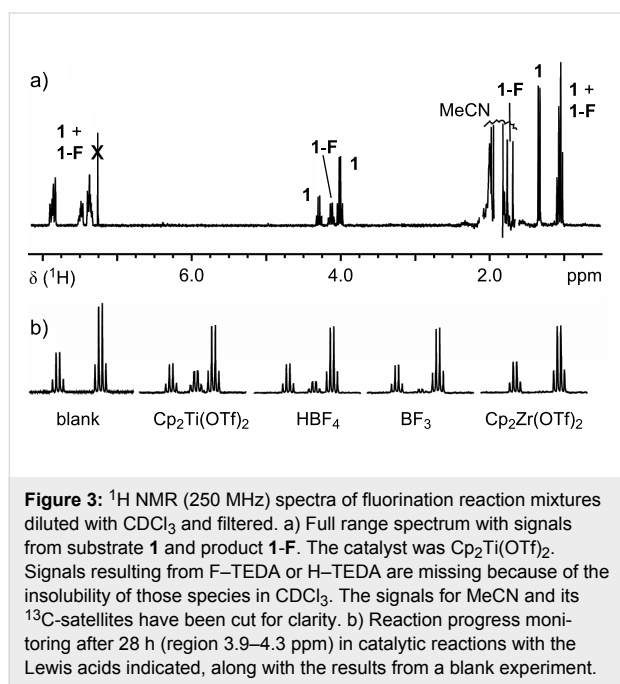 a)
1 +
1-F X
1-F
1
1
MeCN
1-F
1
1 +
1-F
δ (¹H) 6.0 4.0 2.0 ppm
b)
blank Cp₂Ti(OTf)₂ HBF₄ BF₃ Cp₂Zr(OTf)₂
Figure 3: ¹H NMR (250 MHz) spectra of fluorination reaction mixtures
diluted with CDCl₃ and filtered. a) Full range spectrum with signals
from substrate 1 and product 1-F. The catalyst was Cp₂Ti(OTf)₂.
Signals resulting from F–TEDA or H–TEDA are missing because of the
insolubility of those species in CDCl₃. The signals for MeCN and its
¹³C-satellites have been cut for clarity. b) Reaction progress moni-
toring after 28 h (region 3.9–4.3 ppm) in catalytic reactions with the
Lewis acids indicated, along with the results from a blank experiment.